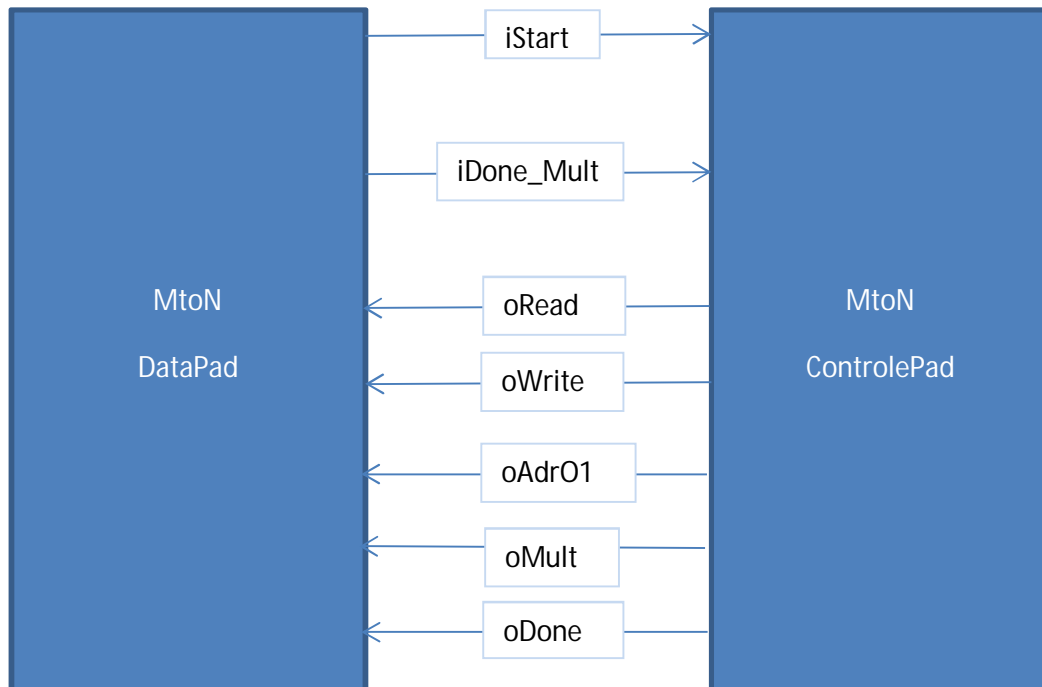 iStart
iDone_Mult
MtoN
DataPad
oRead
oWrite
oAdrO1
oMult
oDone
MtoN
ControlePad